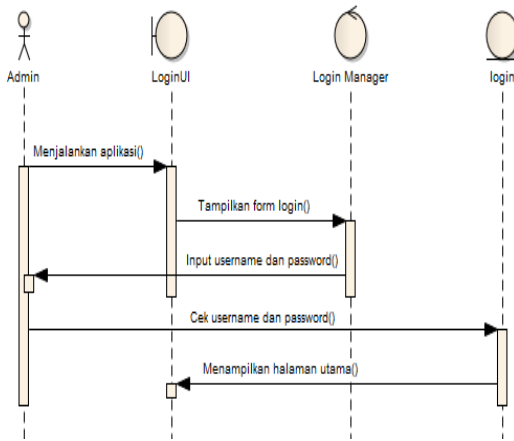 Admin
LoginUI
Login Manager
login
Menjalankan aplikasi()
Tampilkan form login()
Input username dan password()
Cek username dan password()
Menampilkan halaman utama()